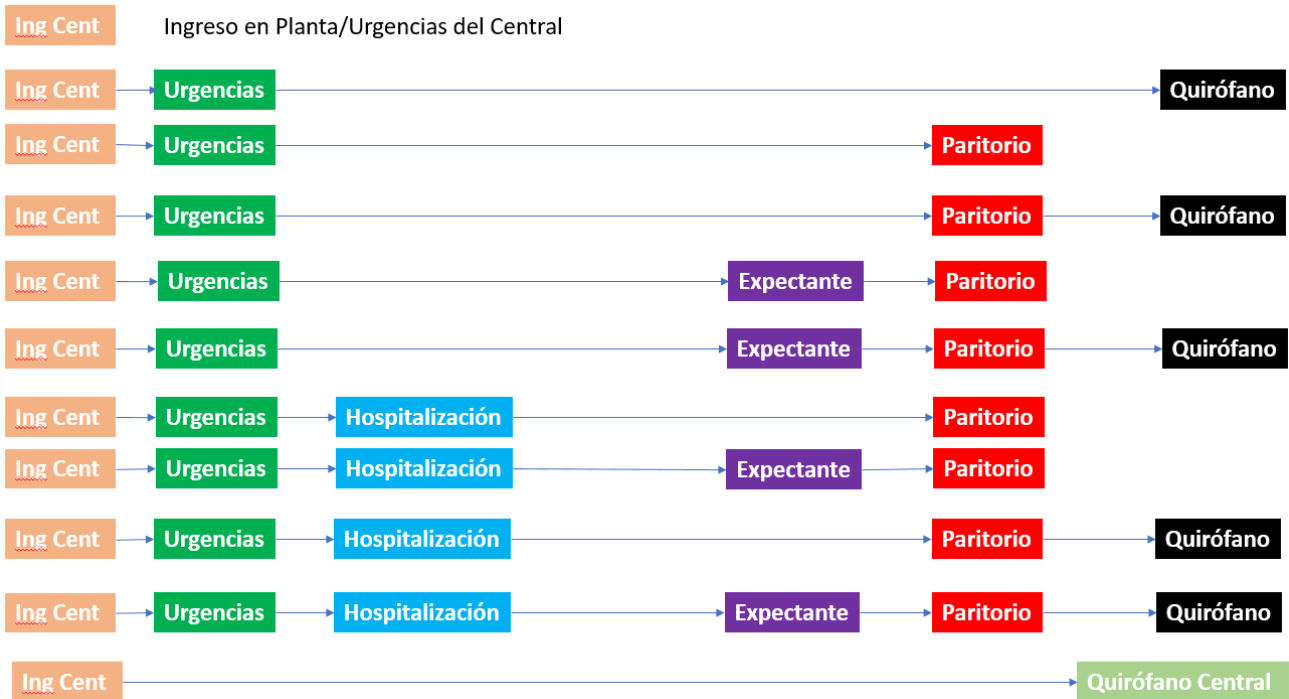 Ing Cent Ingreso en Planta/Urgencias del Central
Ing Cent Urgencias Quirófano
Ing Cent Urgencias Paritorio
Ing Cent Urgencias Paritorio Quirófano
Ing Cent Urgencias Expectante Paritorio
Ing Cent Urgencias Expectante Paritorio Quirófano
Ing Cent Urgencias Hospitalización Paritorio
Ing Cent Urgencias Hospitalización Expectante Paritorio
Ing Cent Urgencias Hospitalización Paritorio Quirófano
Ing Cent Urgencias Hospitalización Expectante Paritorio Quirófano
Ing Cent Quirófano Central